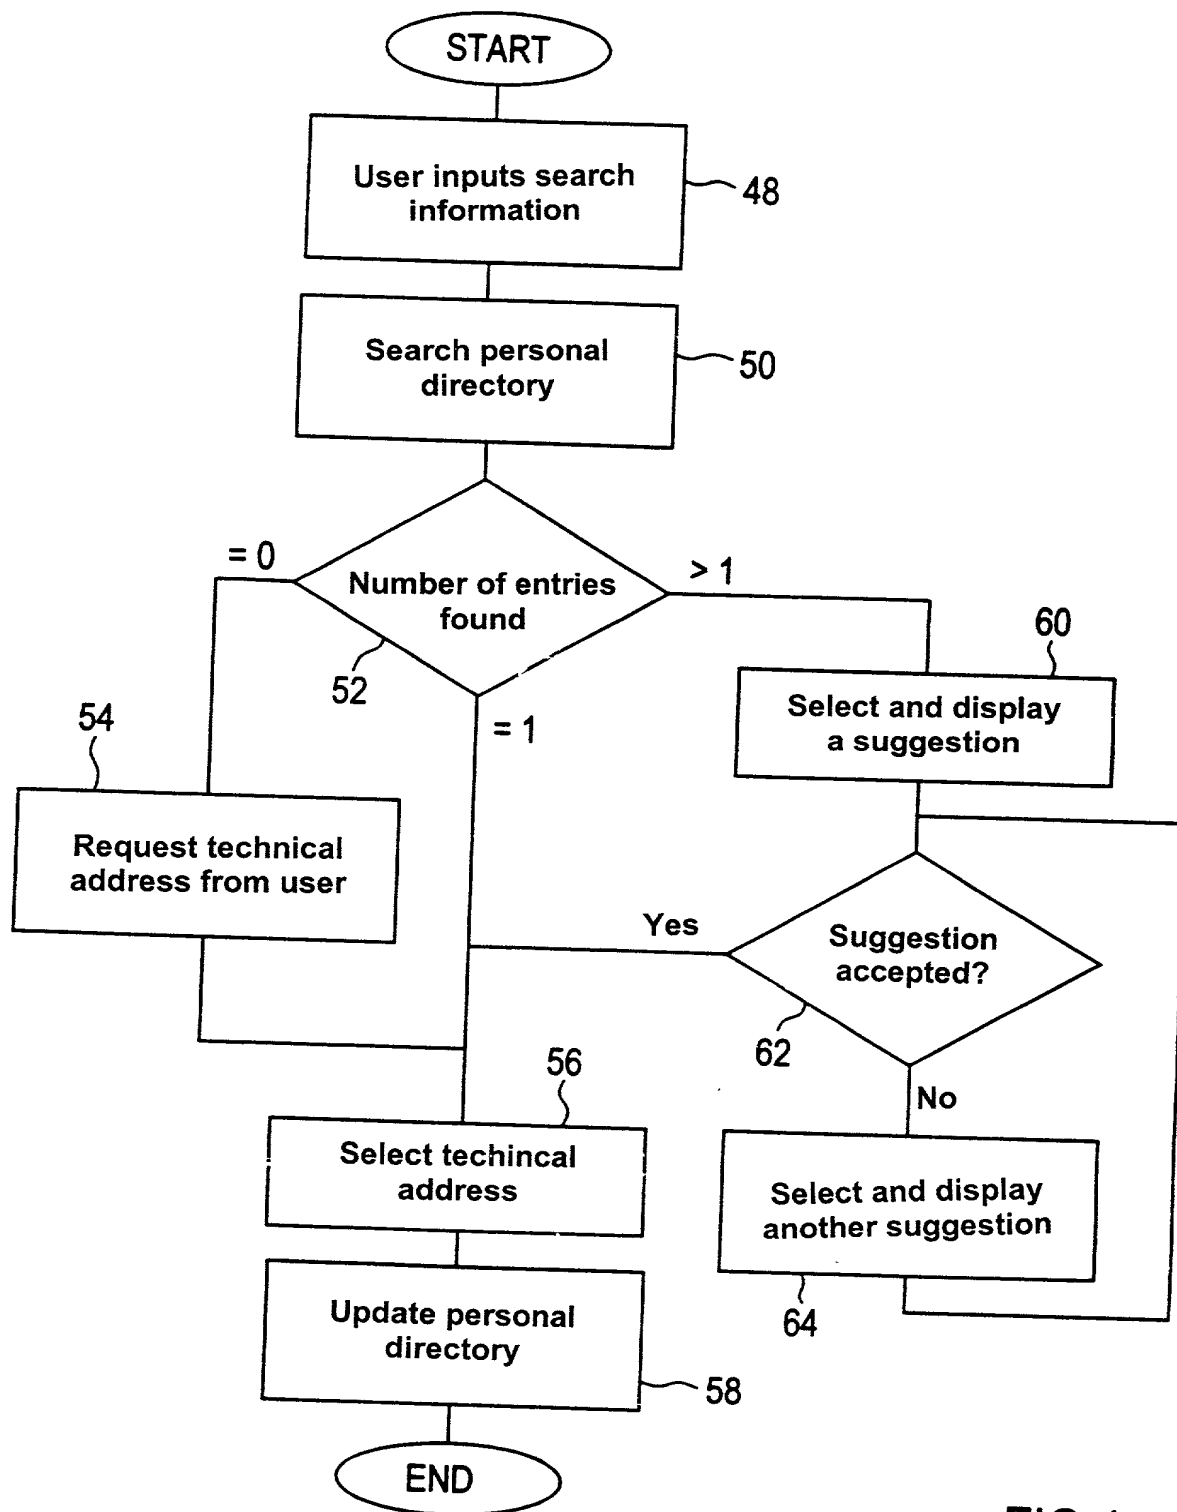 START
User inputs search
information
48
Search personal
directory
50
= 0
Number of entries
found
> 1
52
= 1
60
Select and display
a suggestion
54
Request technical
address from user
Yes
Suggestion
accepted?
62
No
56
Select techincal
address
Select and display
another suggestion
64
Update personal
directory
58
END